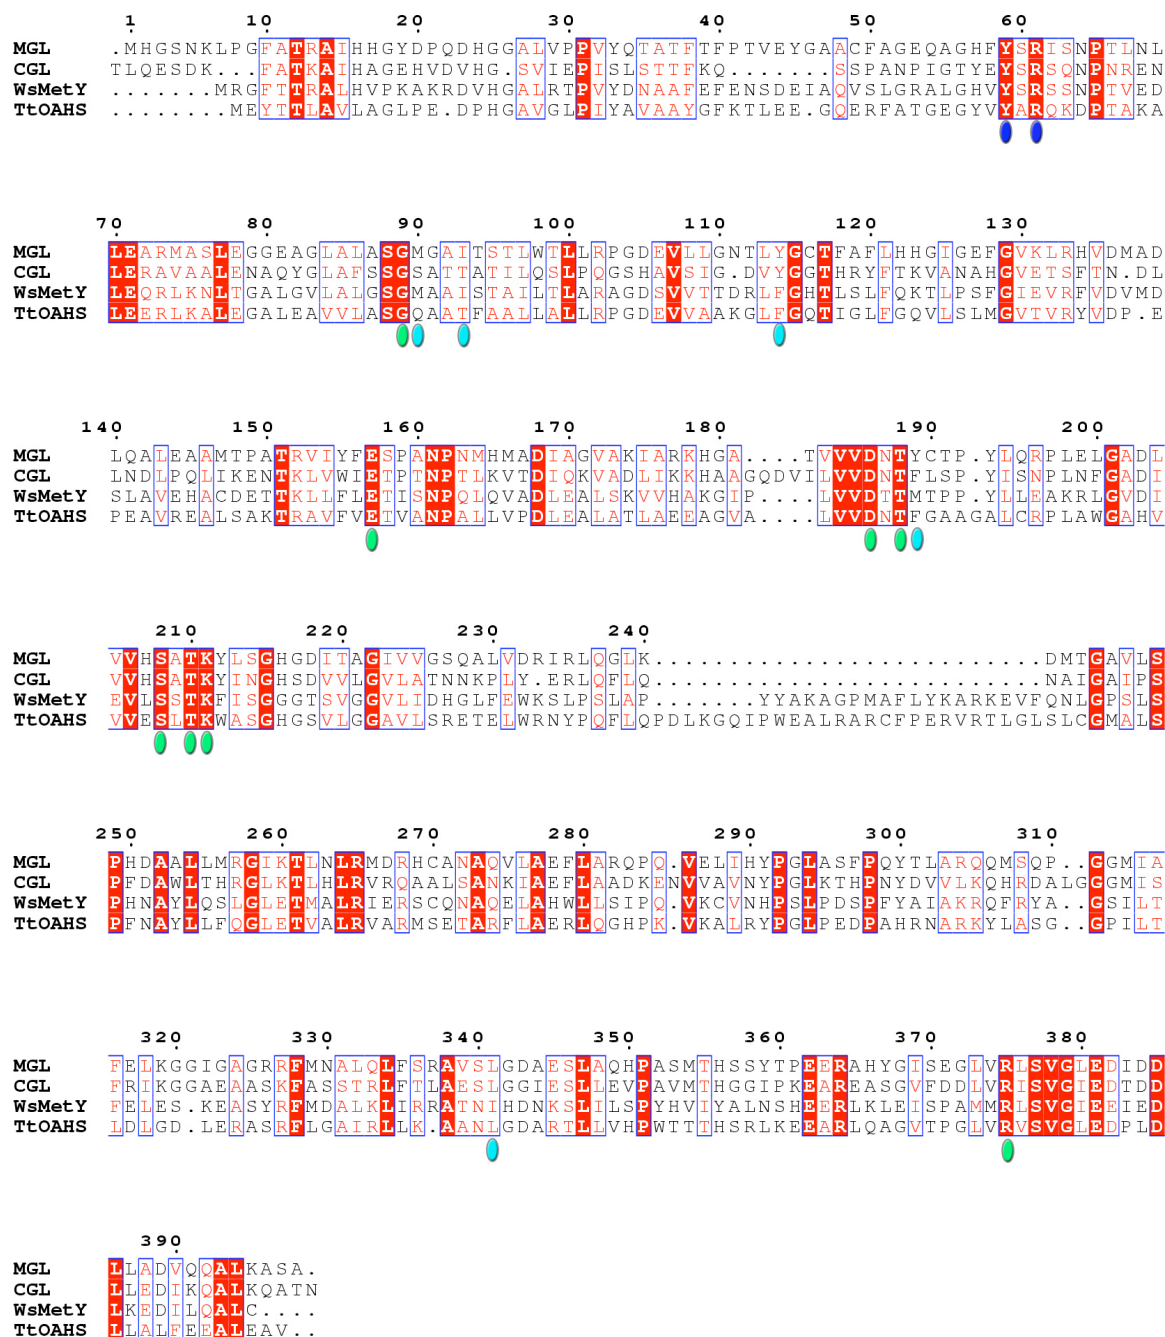 1 10 20 30 40 50 60
MGL .MHGSNKLPGFATRAIHHGYDPQDHGGALVPPVYQTATFTFPTVEYGAACFAGEQAGHFYSRISNPTLNL
CGL TLQESDK...FATKAIHAGEHVDVHG.SVIEPISLSTTFKQ.......SSPANPIGTYEYSRSQNPNREN
WsMetY .......MRGFTTRALHVPKAKRDVHGALRTPVYDNAAFEFENSDEIAQVSLGRALGHVYSRSSNPTVED
TtOAHS ........MEYTTLAVLAGLPE.DPHGAVGLPIYAVAAYGFKTLEE.GQERFATGEGYVYARQKDPTAKA
70 80 90 100 110 120 130
MGL LEARMASLEGGEAGLALASGMGAITSTLWTLLRPGDEVLLGNTLYGCTFAFLHHGIGEFGVKLRHVDMAD
CGL LERAVAALENAQYGLAFSSGSATTATILQSLPQGSHAVSIG.DVYGGTHRYFTKVANAHGVETSFTN.DL
WsMetY LEQRLKNLTGALGVLALGSGMAAISTAILTLARAGDSVVTTDRLFGHTLSLFQKTLPSFGIEVRFVDVMD
TtOAHS LEERLKALEGALEAVVLASGQAATFAALLALLRPGDEVVAAKGLFGQTIGLFGQVLSLMGVTVRYVDP.E
140 150 160 170 180 190 200
MGL LQALEAAMTPATRVIYFESPANPNMHMADIAGVAKIARKHGA....TVVVDNTYCTP.YLQRPLELGADL
CGL LNDLPQLIKENTKLVWIETPTNPTLKVTDIQKVADLIKKHAAGQDVILVVDNTFLSP.YISNPLNFGADI
WsMetY SLAVEHACDETTKLLFLETISNPQLQVADLEALSKVVHAKGIP....LVVDTTMTPP.YLLEAKRLGVDI
TtOAHS PEAVREALSAKTRAVFVETVANPALLVPDLEALATLAEEAGVA....LVVDNTFGAAGALCRPLAWGAHV
210 220 230 240
MGL VVHSATKYLSGHGDITAGIVVGSQALVDRIRLQGLK..........................DMTGAVLS
CGL VVHSATKYINGHSDVVLGVLATNNKPLY.ERLQFLQ..........................NAIGAIPS
WsMetY EVLSSTKFISGGGTSVGGVLIDHGLFEWKSLPSLAP.......YYAKAGPMAFLYKARKEVFQNLGPSLS
TtOAHS VVESLTKWASGHGSVLGGAVLSRETELWRNYPQFLQPDLKGQIPWEALRARCFPERVRTLGLSLCGMALS
250 260 270 280 290 300 310
MGL PHDAALLMRGIKTLNLRMDRHCANAQVLAEFLARQPQ.VELIHYPGLASFPQYTLARQQMSQP..GGMIA
CGL PFDAWLTHRGLKTLHLRVRQAALSANKIAEFLAADKENVVAVNYPGLKTHPNYDVVLKQHRDALGGGMIS
WsMetY PHNAYLQSLGLETMALRIERSCQNAQELAHWLLSIPQ.VKCVNHPSLPDSPFYAIAKRQFRYA..GSILT
TtOAHS PFNAYLLFQGLETVALRVARMSETARFLAERLQGHPK.VKALRYPGLPEDPAHRNARKYLASG..GPILT
320 330 340 350 360 370 380
MGL FELKGGIGAGRRFMNALQLFSRAVSLGDAESLAQHPASMTHSSYTPEERAHYGISEGLVRLSVGLEDIDD
CGL FRIKGGAEAASKFASSTRLFTLAESLGGIESLLEVPAVMTHGGIPKEAREASGVFDDLVRISVGIEDTDD
WsMetY FELES.KEASYRFMDALKLIRRATNIHDNKSLILSPYHVIYALNSHEERLKLEISPAMMRLSVGIEEIED
TtOAHS LDLGD.LERASRFLGAIRLLK.AANLGDARTLLVHPWTTTHSRLKEEARLQAGVTPGLVRVSVGLEDPLD
390
MGL LLADVQQALKASA.
CGL LLEDIKQALKQATN
WsMetY LKEDILQALC....
TtOAHS LLALFEEALEAV..